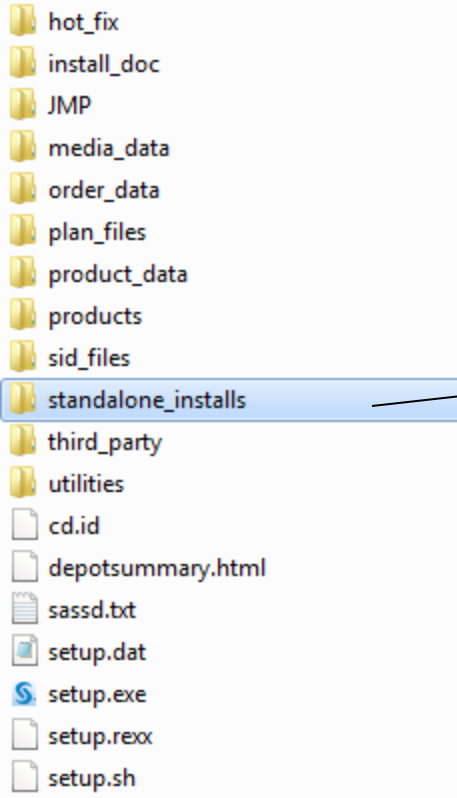 hot_fix
install_doc
JMP
media_data
order_data
plan_files
product_data
products
sid_files
standalone_installs
third_party
utilities
cd.id
depotsummary.html
sassd.txt
setup.dat
setup.exe
setup.rexx
setup.sh